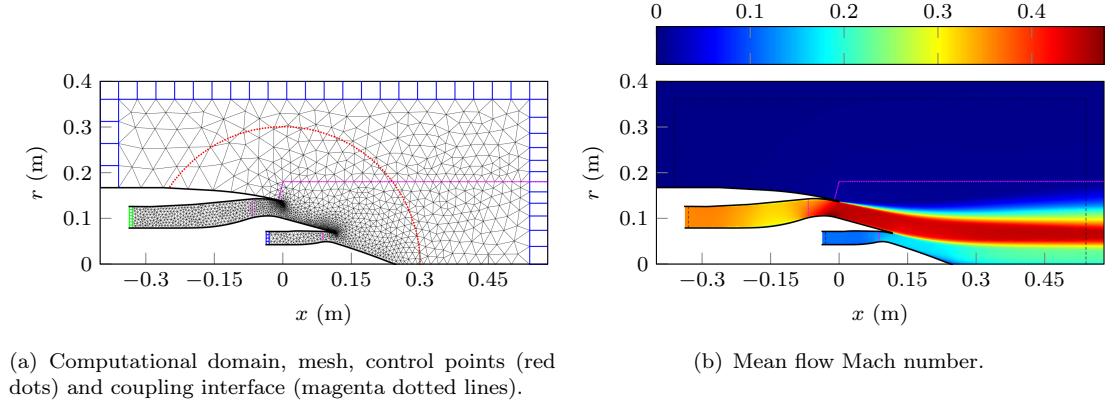 0 0.1 0.2 0.3 0.4
0.4
0.3
0.2
0.1
0
r (m)
−0.3 −0.15 0 0.15 0.3 0.45
x (m)
(a) Computational domain, mesh, control points (red
dots) and coupling interface (magenta dotted lines).
0.4
0.3
0.2
0.1
0
r (m)
−0.3 −0.15 0 0.15 0.3 0.45
x (m)
(b) Mean flow Mach number.